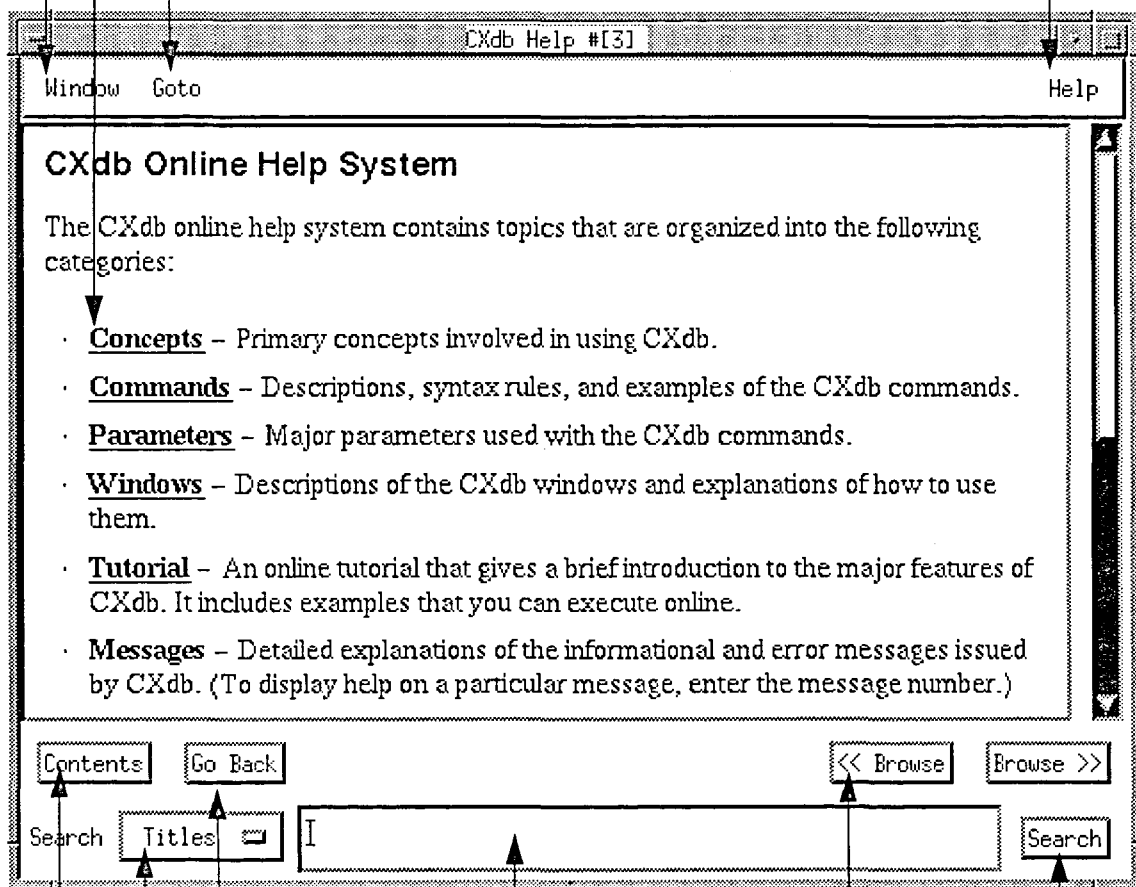 CXdb Help #[3]
Window Goto Help
CXdb Online Help System
The CXdb online help system contains topics that are organized into the following
categories:
· Concepts – Primary concepts involved in using CXdb.
· Commands – Descriptions, syntax rules, and examples of the CXdb commands.
· Parameters – Major parameters used with the CXdb commands.
· Windows – Descriptions of the CXdb windows and explanations of how to use
them.
· Tutorial – An online tutorial that gives a brief introduction to the major features of
CXdb. It includes examples that you can execute online.
· Messages – Detailed explanations of the informational and error messages issued
by CXdb. (To display help on a particular message, enter the message number.)
Contents Go Back << Browse Browse >>
Search Titles Search